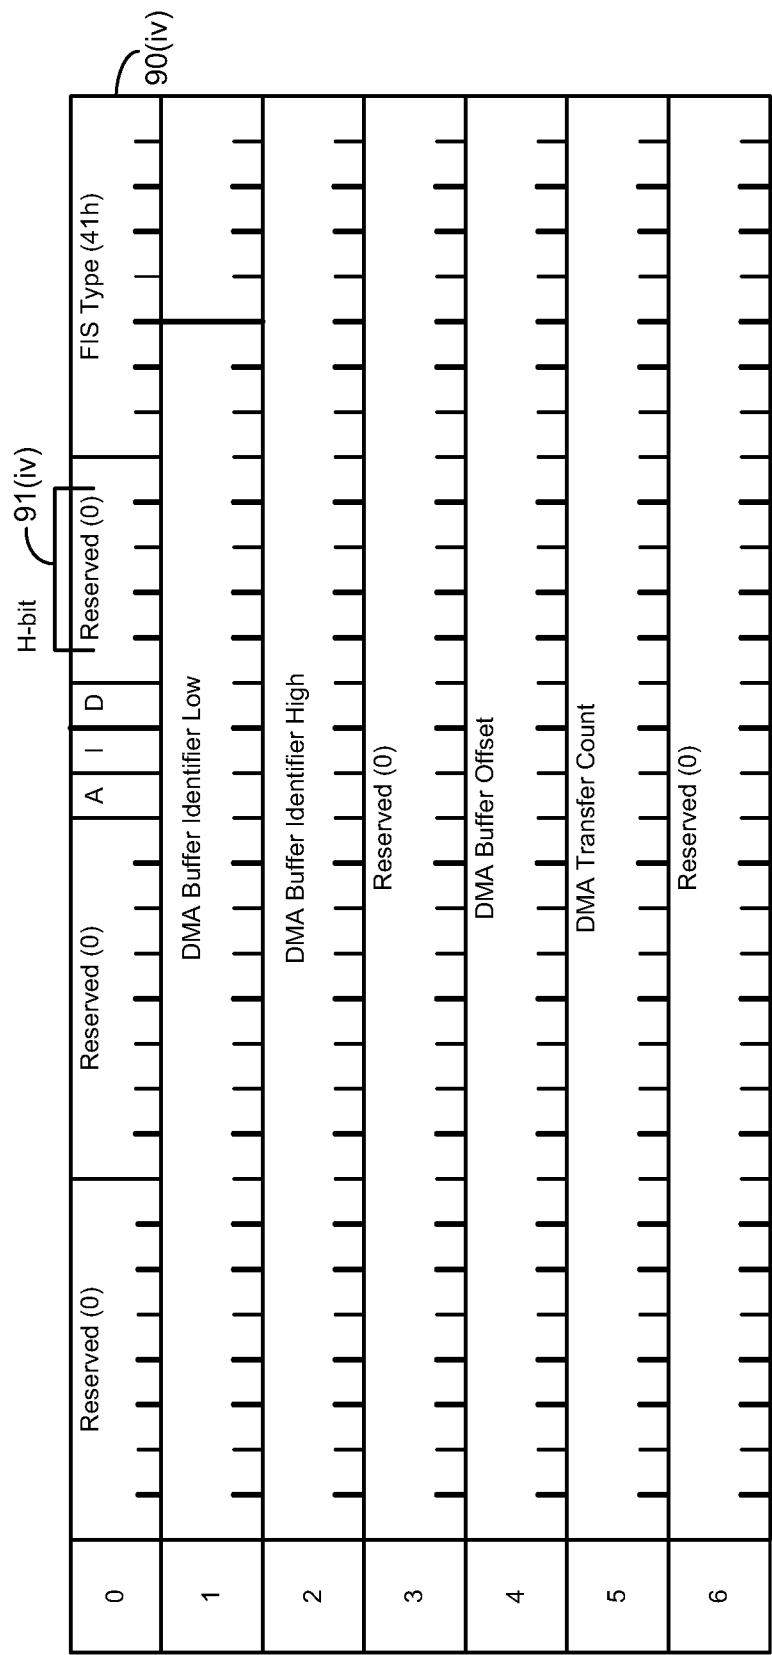 H-bit
91(iv)
90(iv)
0 Reserved (0) Reserved (0) A I D Reserved (0) FIS Type (41h)
1 DMA Buffer Identifier Low
2 DMA Buffer Identifier High
3 Reserved (0)
4 DMA Buffer Offset
5 DMA Transfer Count
6 Reserved (0)